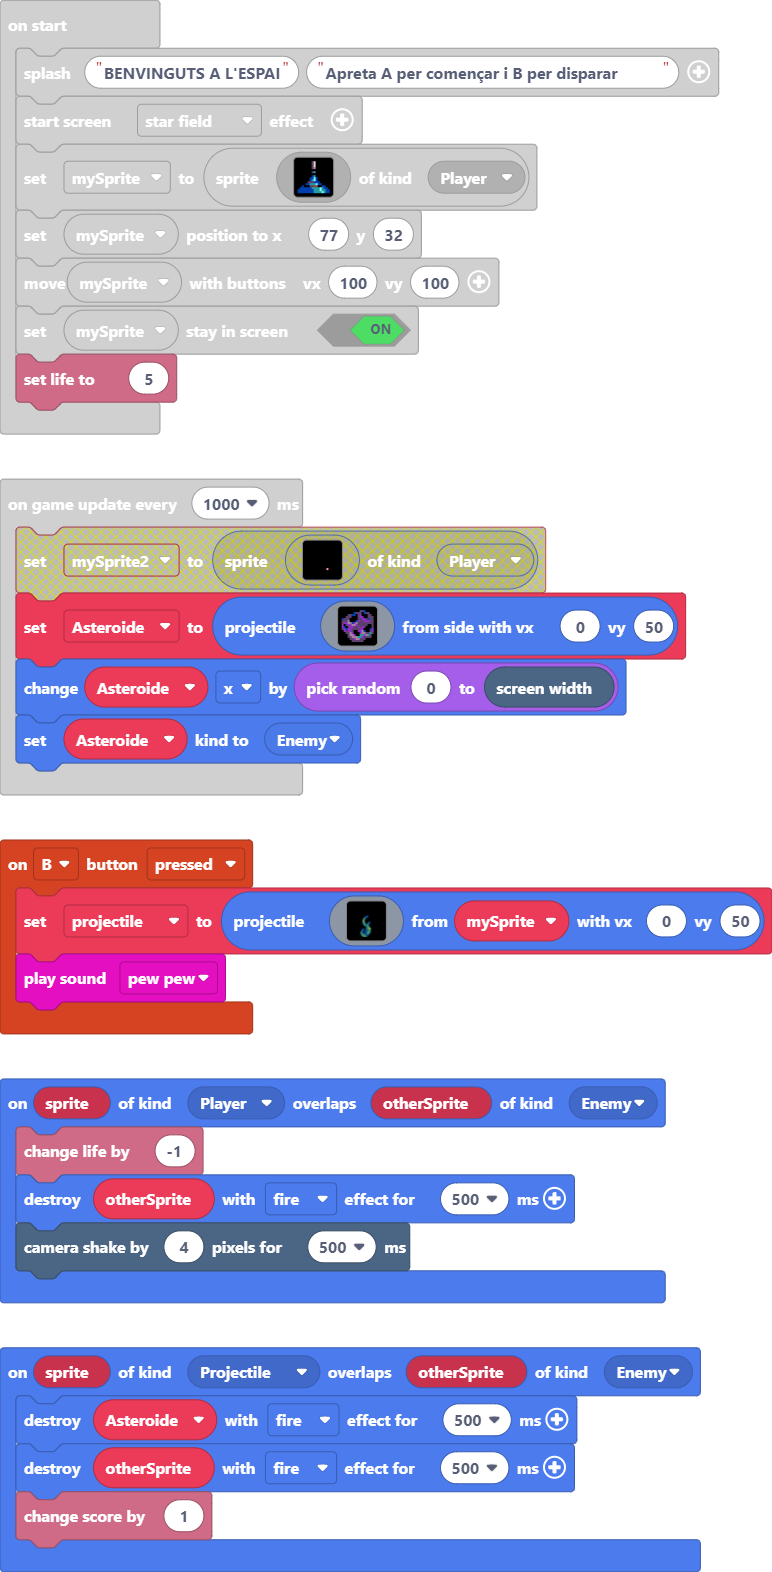 on start
splash "BENVINGUTS A L'ESPAI" "Apreta A per començar i B per disparar"
start screen star field effect
set mySprite to sprite of kind Player
set mySprite position to x 77 y 32
move mySprite with buttons vx 100 vy 100
set mySprite stay in screen ON
set life to 5
on game update every 1000 ms
set mySprite2 to sprite of kind Player
set Asteroide to projectile from side with vx 0 vy 50
change Asteroide x by pick random 0 to screen width
set Asteroide kind to Enemy
on B button pressed
set projectile to projectile from mySprite with vx 0 vy 50
play sound pew pew
on sprite of kind Player overlaps otherSprite of kind Enemy
change life by -1
destroy otherSprite with fire effect for 500 ms
camera shake by 4 pixels for 500 ms
on sprite of kind Projectile overlaps otherSprite of kind Enemy
destroy Asteroide with fire effect for 500 ms
destroy otherSprite with fire effect for 500 ms
change score by 1